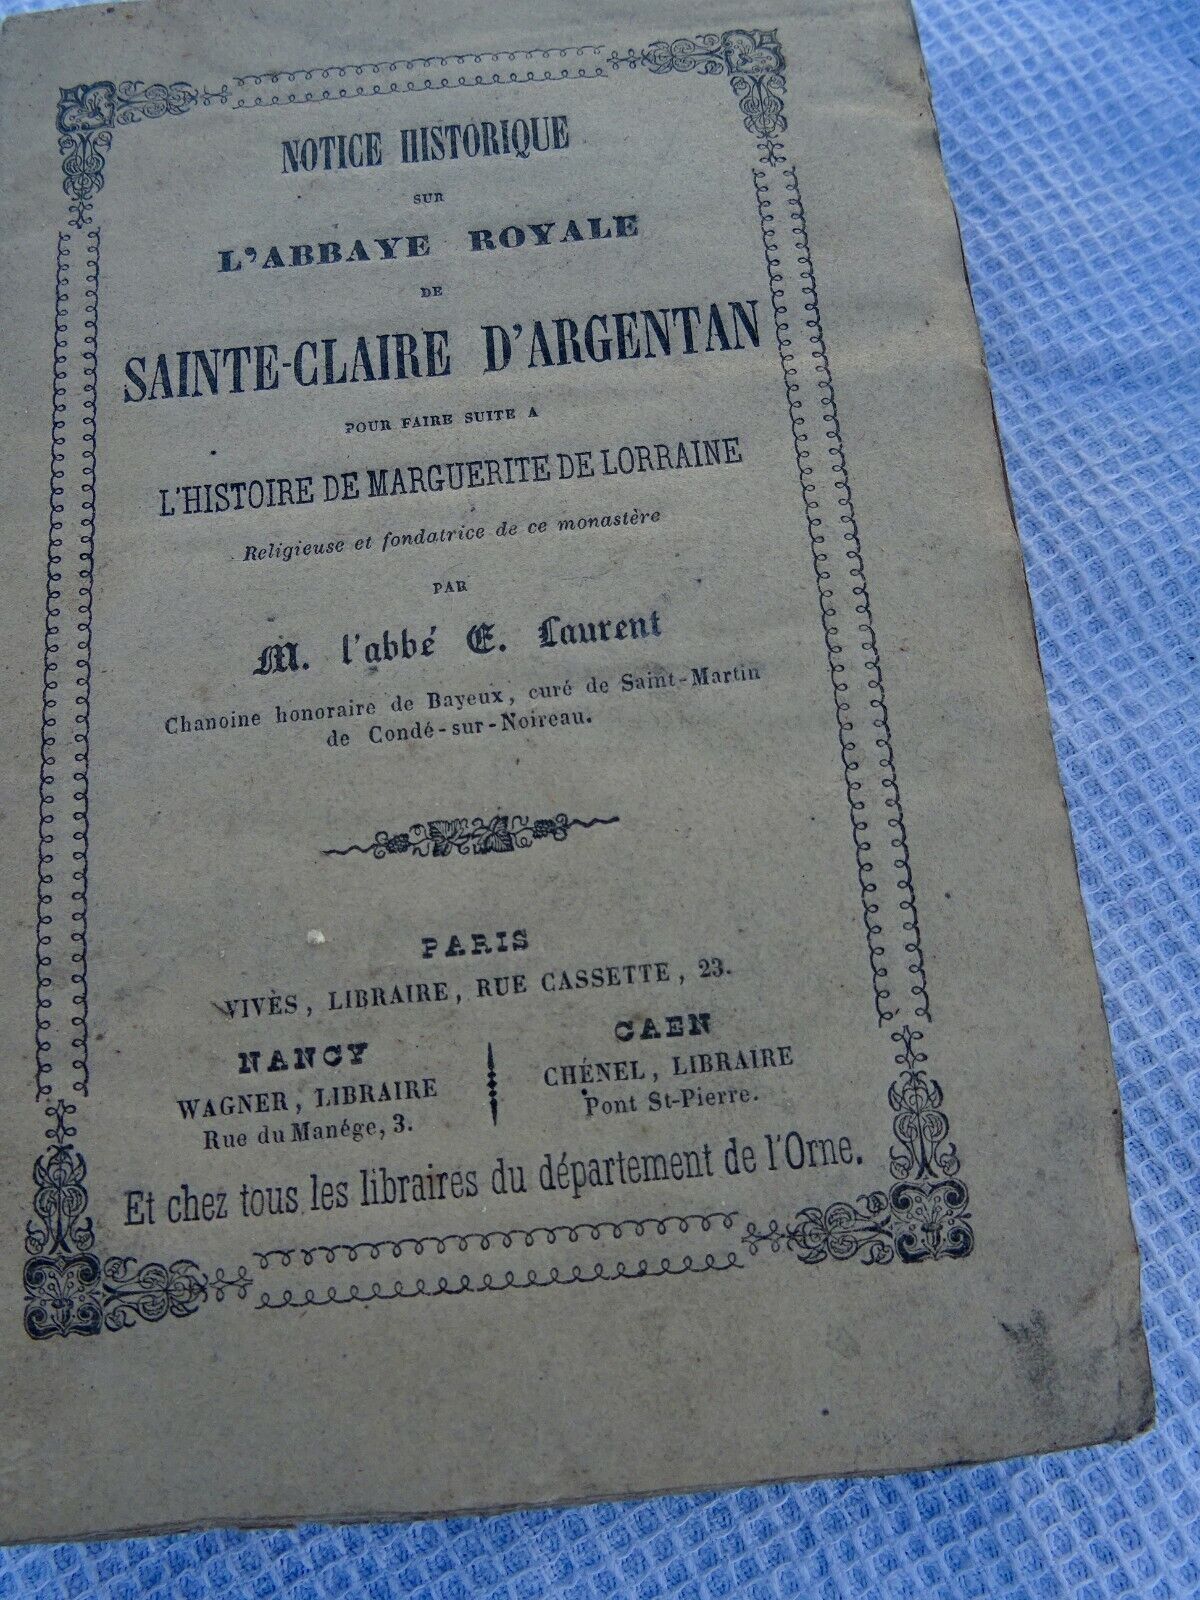 NOTICE HISTORIQUE
SUR
L'ABBAYE ROYALE
DE
SAINTE-CLAIRE D'ARGENTAN
POUR FAIRE SUITE A
L'HISTOIRE DE MARGUERITE DE LORRAINE
Religieuse et fondatrice de ce monastère
PAR
M. l'abbé E. Laurent
Chanoine honoraire de Bayeux, curé de Saint-Martin
de Condé-sur-Noireau.
PARIS
VIVÈS, LIBRAIRE, RUE CASSETTE, 23.
NANCY
WAGNER, LIBRAIRE
Rue du Manége, 3.
CAEN
CHÉNEL, LIBRAIRE
Pont St-Pierre.
Et chez tous les libraires du département de l'Orne.